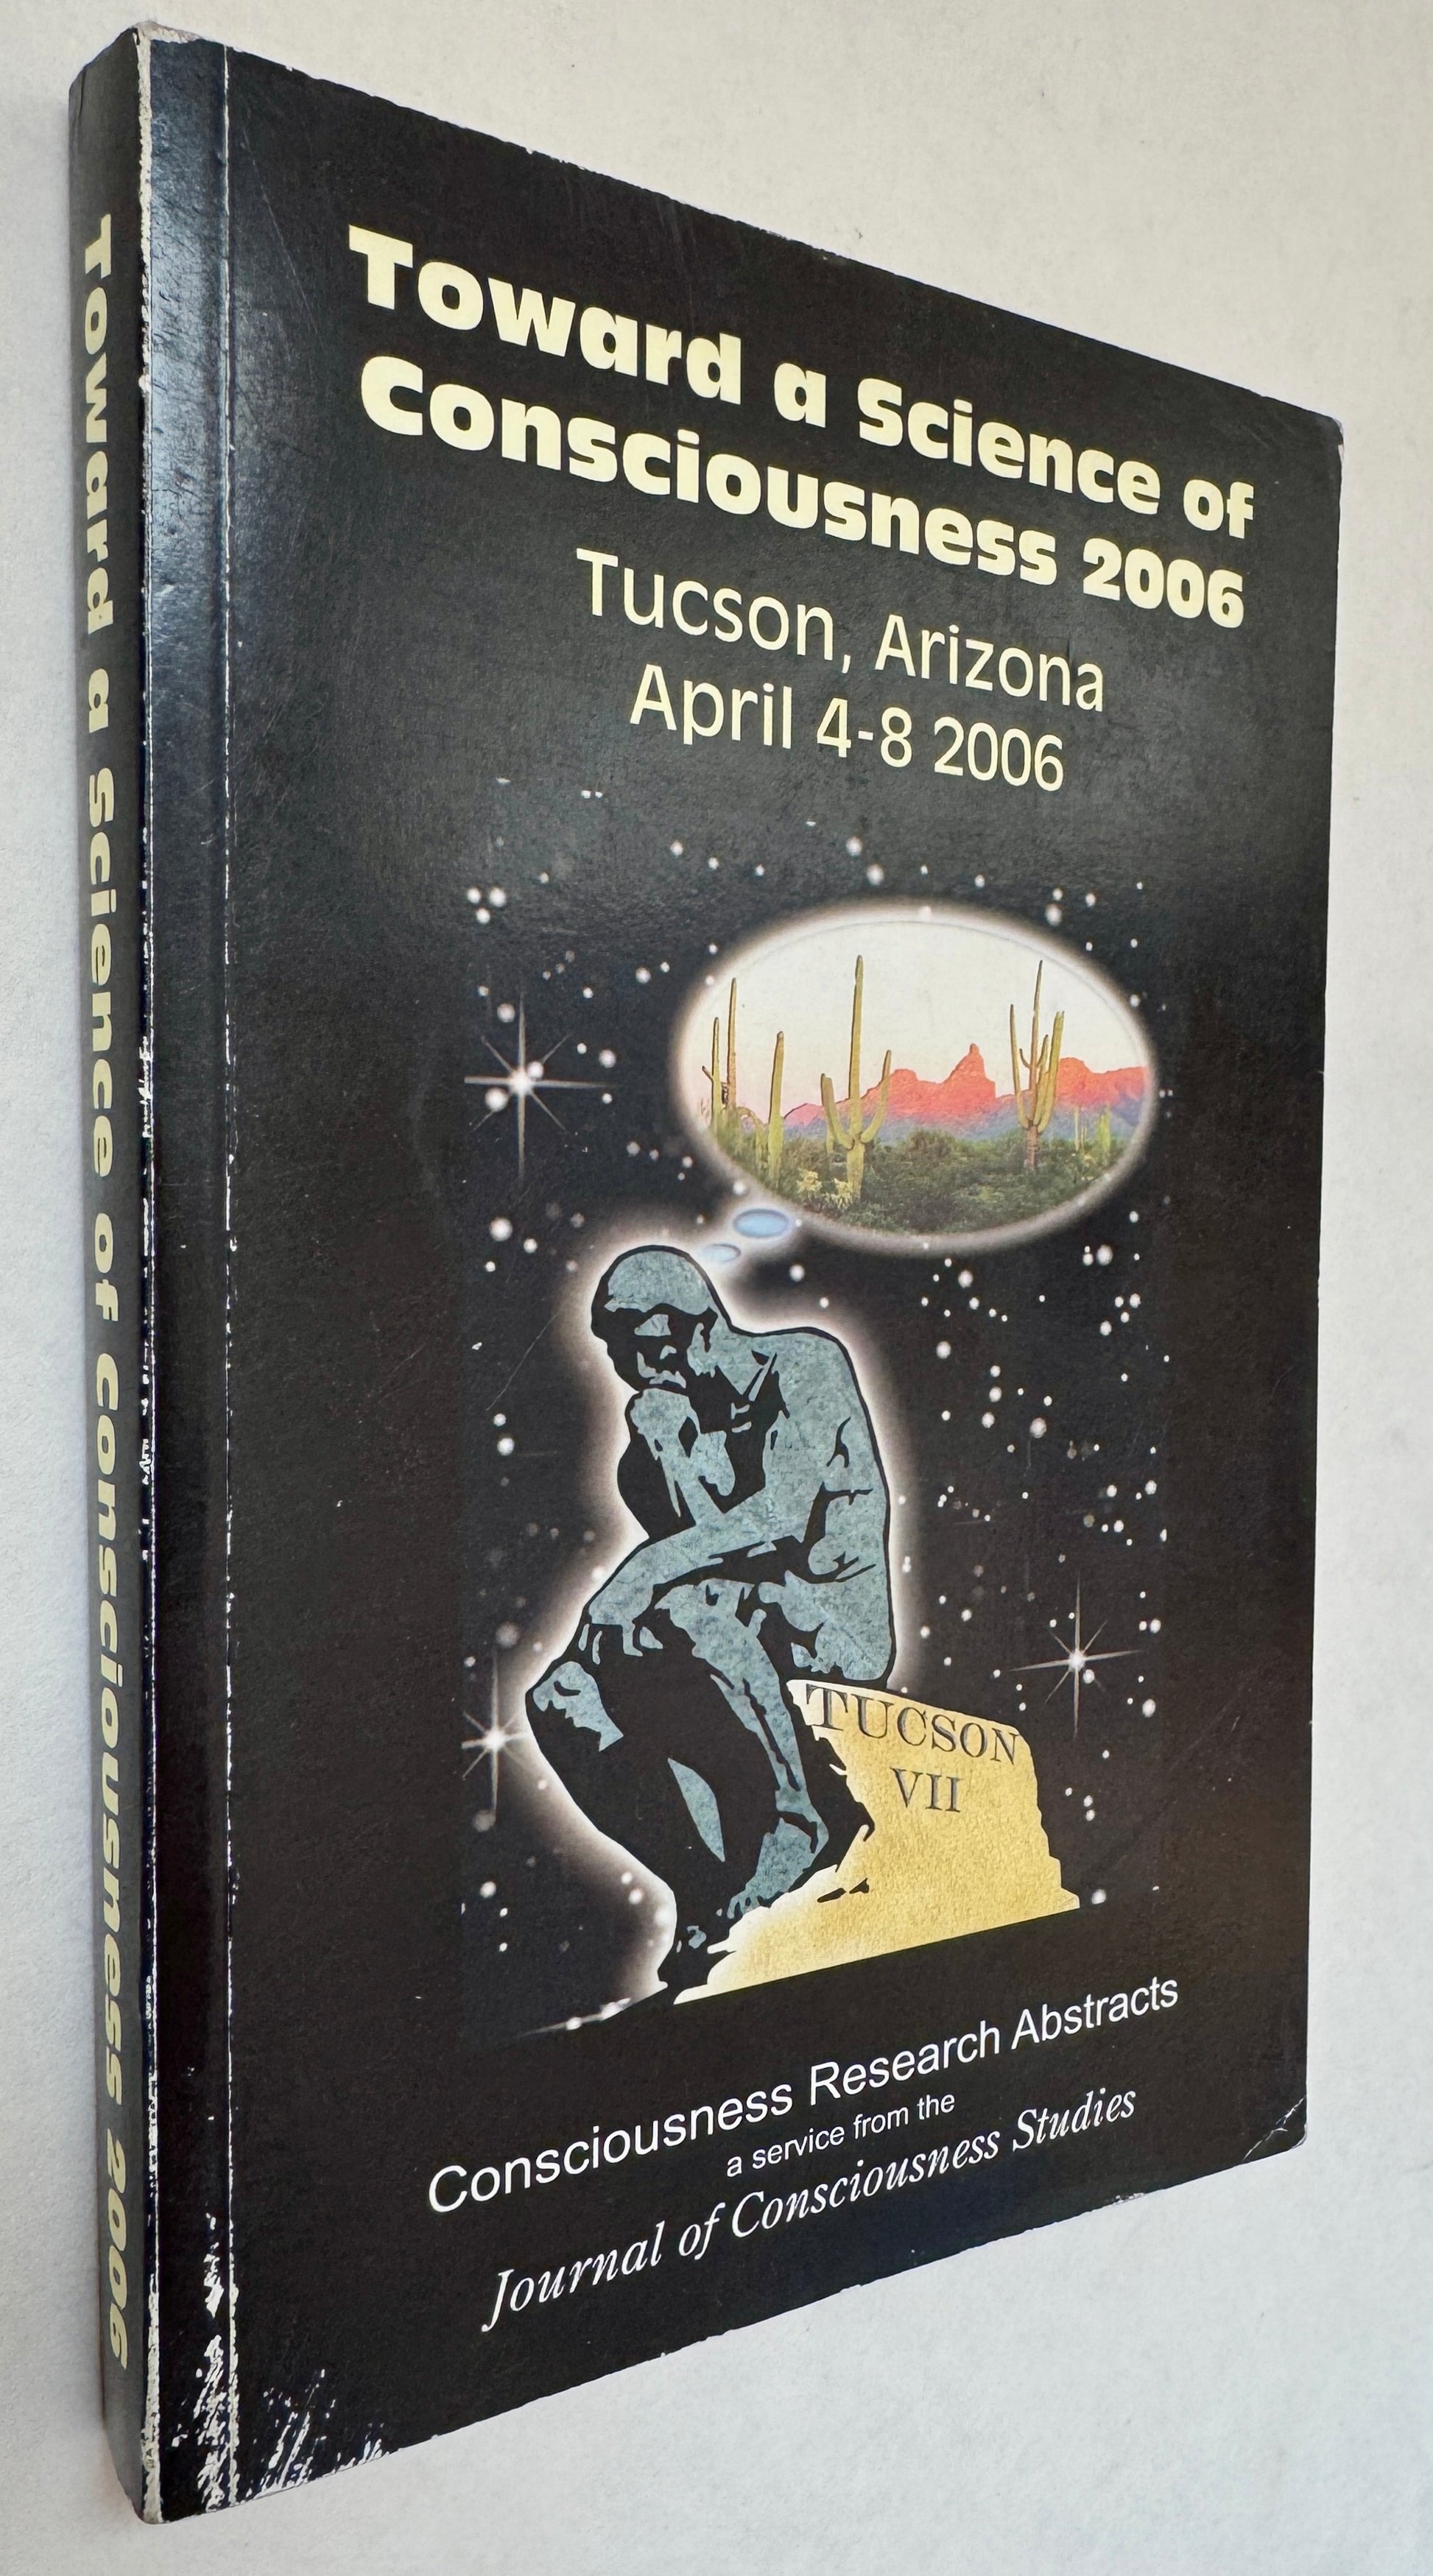 Toward a Science of Consciousness 2006
Toward a Science of
Consciousness 2006
Tucson, Arizona
April 4-8 2006
TUCSON
VII
Consciousness Research Abstracts
a service from the
Journal of Consciousness Studies